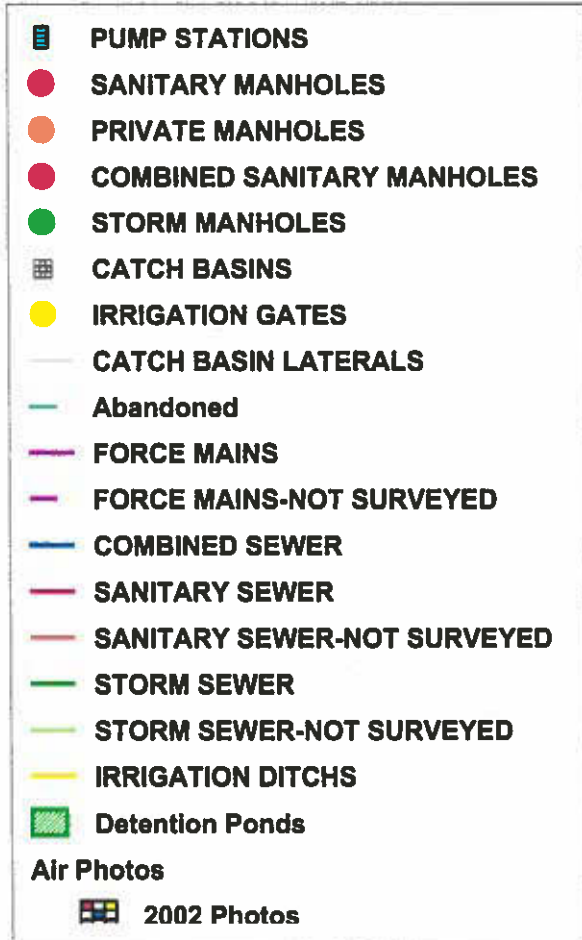 PUMP STATIONS
SANITARY MANHOLES
PRIVATE MANHOLES
COMBINED SANITARY MANHOLES
STORM MANHOLES
CATCH BASINS
IRRIGATION GATES
CATCH BASIN LATERALS
Abandoned
FORCE MAINS
FORCE MAINS-NOT SURVEYED
COMBINED SEWER
SANITARY SEWER
SANITARY SEWER-NOT SURVEYED
STORM SEWER
STORM SEWER-NOT SURVEYED
IRRIGATION DITCHS
Detention Ponds
Air Photos
2002 Photos